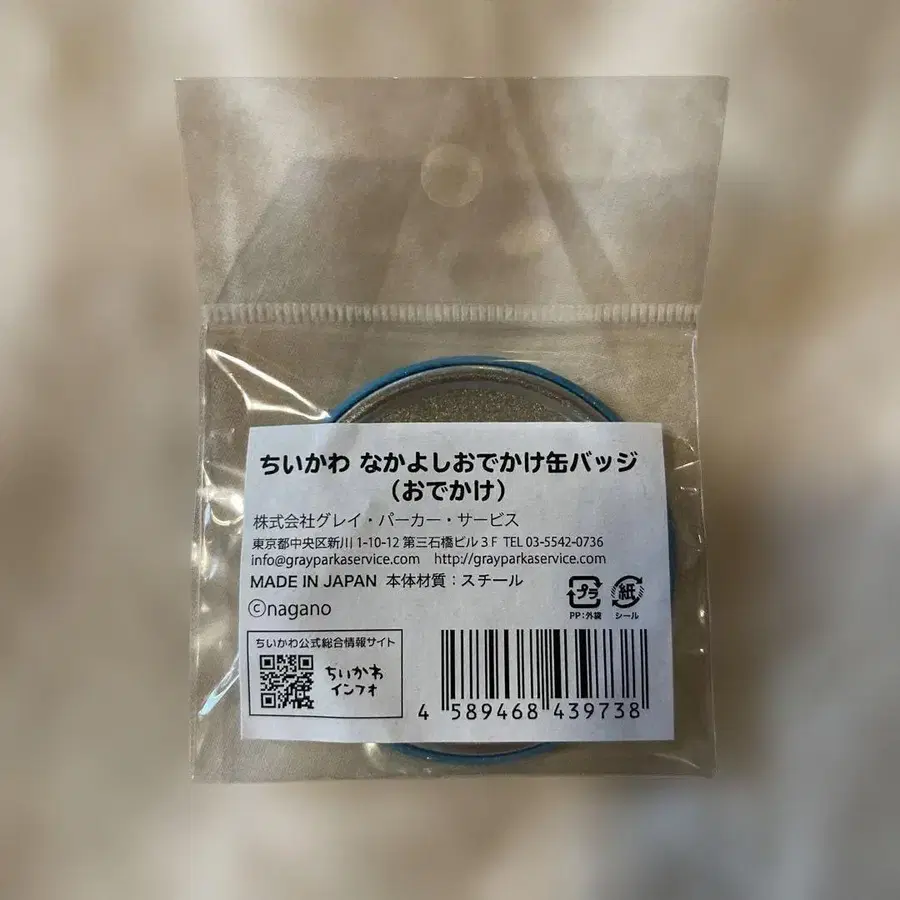 ちいかわ なかよしおでかけ缶バッジ
（おでかけ）
株式会社グレイ・パーカー・サービス
東京都中央区新川 1-10-12 第三石橋ビル 3 F TEL 03-5542-0736
info@grayparkaservice.com http://grayparkaservice.com
MADE IN JAPAN 本体材質：スチール
プラ 紙
PP：外袋 シール
©nagano
ちいかわ公式総合情報サイト
ちいかわ
インフォ
4 589468 439738